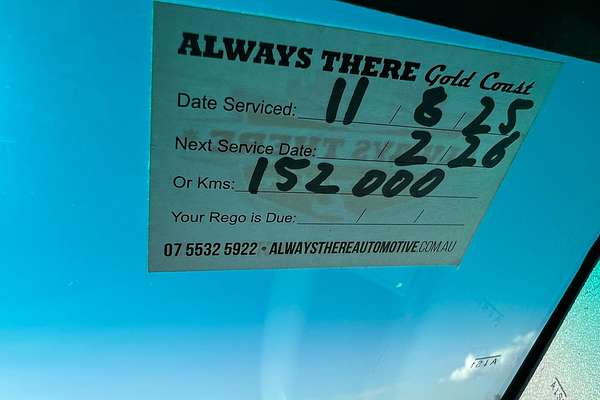 ALWAYS THERE Gold Coast
Date Serviced: 11 / 8 / 25
Next Service Date: / 2 / 26
Or Kms: 152000
Your Rego is Due: / /
07 5532 5922 • ALWAYSTHEREAUTOMOTIVE.COM.AU